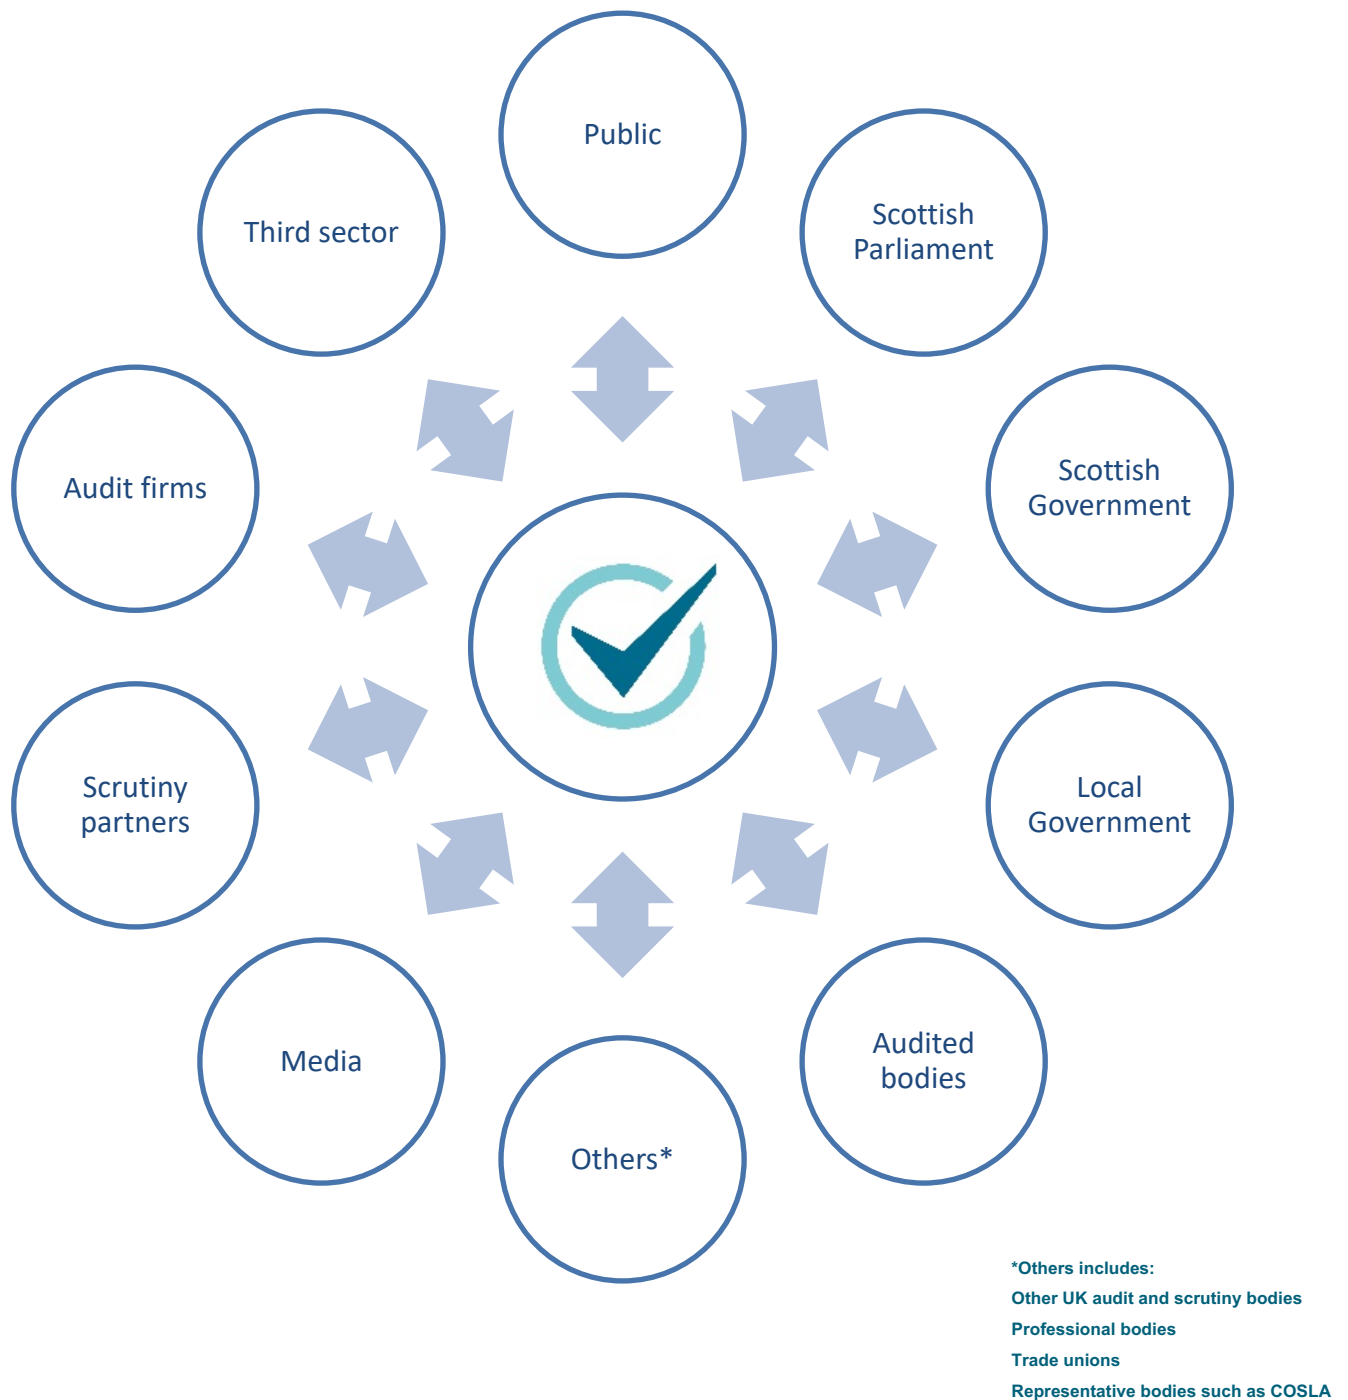 Public
Scottish
Parliament
Third sector
Scottish
Government
Audit firms
Local
Government
Scrutiny
partners
Audited
bodies
Media
Others*
*Others includes:
Other UK audit and scrutiny bodies
Professional bodies
Trade unions
Representative bodies such as COSLA